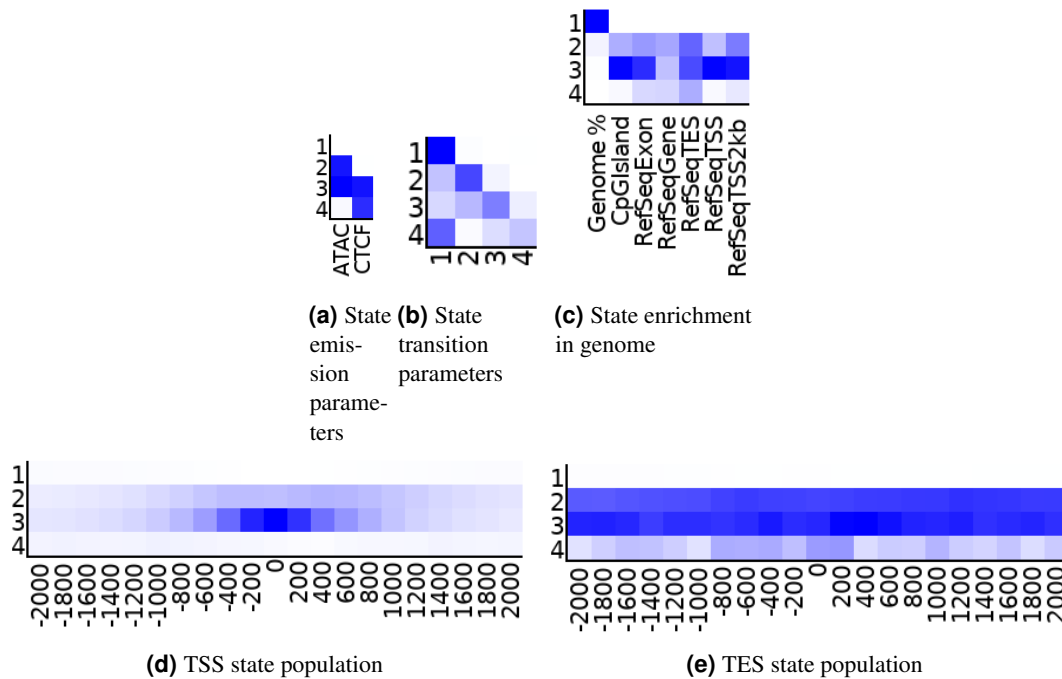 1
2
3
4
Genome %
CpGIsland
RefSeqExon
RefSeqGene
RefSeqTES
RefSeqTSS
RefSeqTSS2kb
1
2
3
4
ATAC
CTCF
1
2
3
4
1 2 3 4
(a) State
emis-
sion
parame-
ters
(b) State
transition
parameters
(c) State enrichment
in genome
1
2
3
4
-2000 -1800 -1600 -1400 -1200 -1000 -800 -600 -400 -200 0 200 400 600 800 1000 1200 1400 1600 1800 2000
(d) TSS state population
1
2
3
4
-2000 -1800 -1600 -1400 -1200 -1000 -800 -600 -400 -200 0 200 400 600 800 1000 1200 1400 1600 1800 2000
(e) TES state population